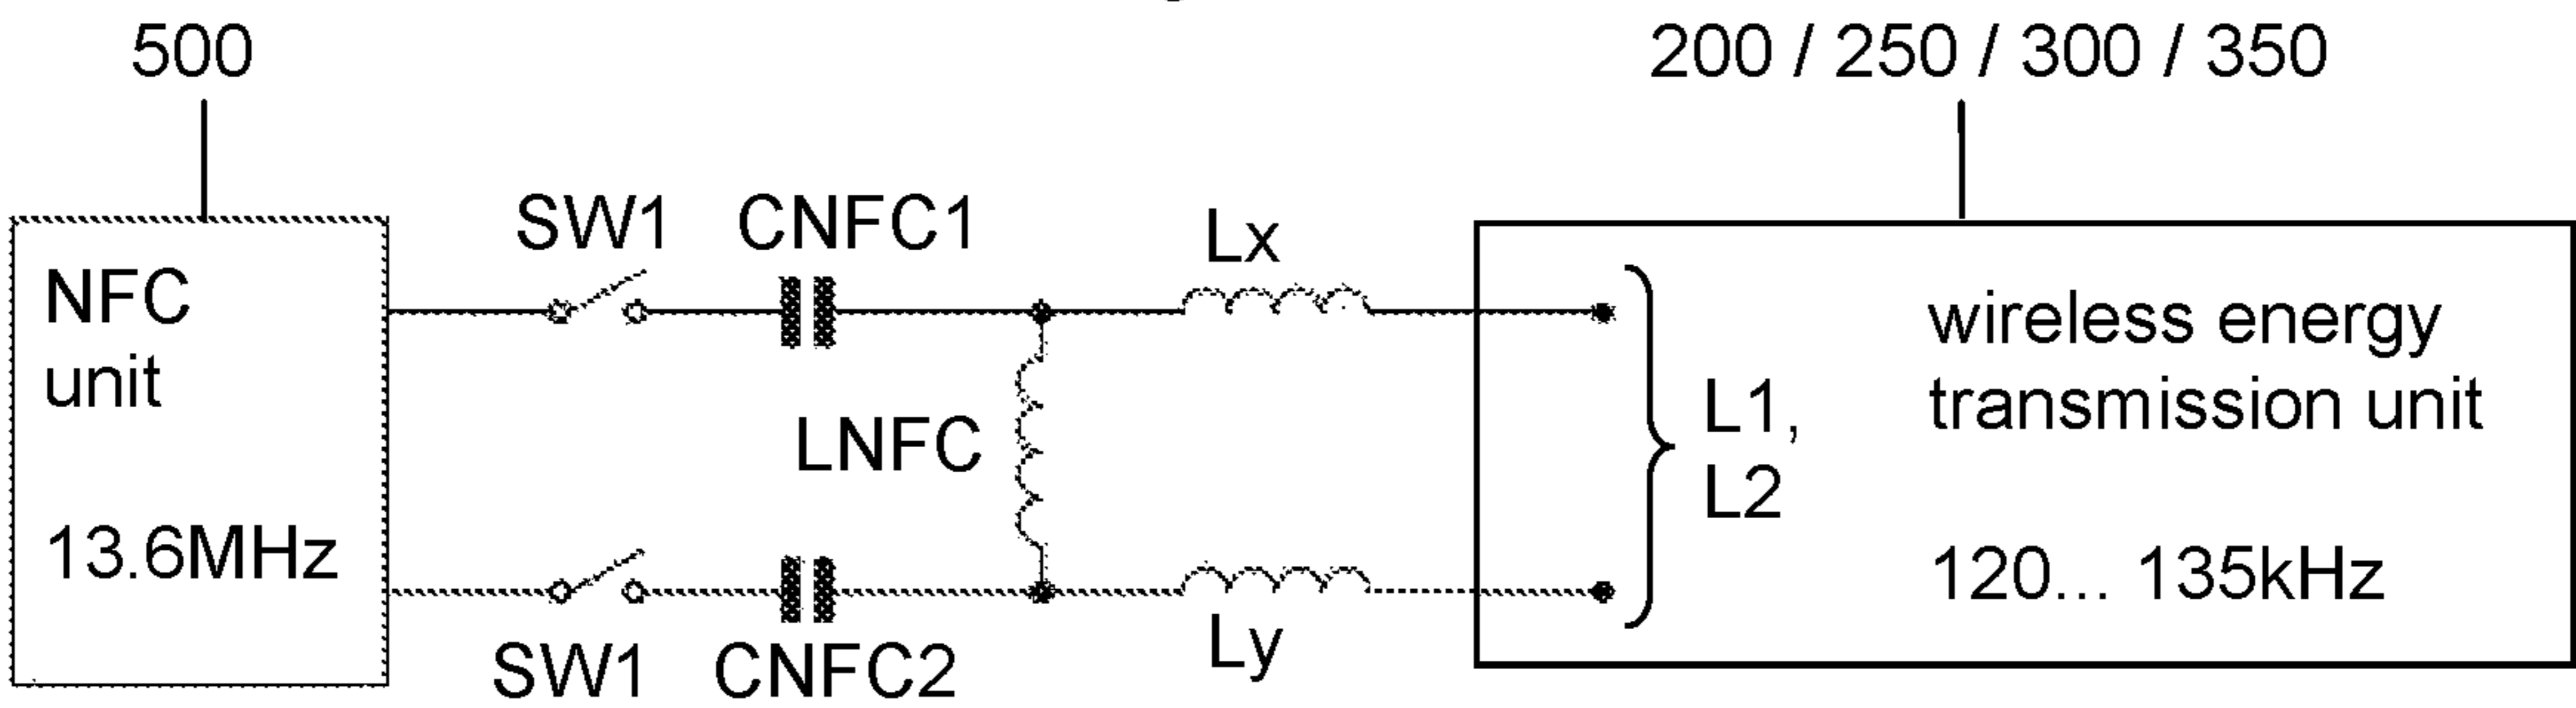 500
200 / 250 / 300 / 350
SW1
CNFC1
Lx
NFC
unit
13.6MHz
LNFC
L1,
L2
wireless energy
transmission unit
120... 135kHz
SW1
CNFC2
Ly